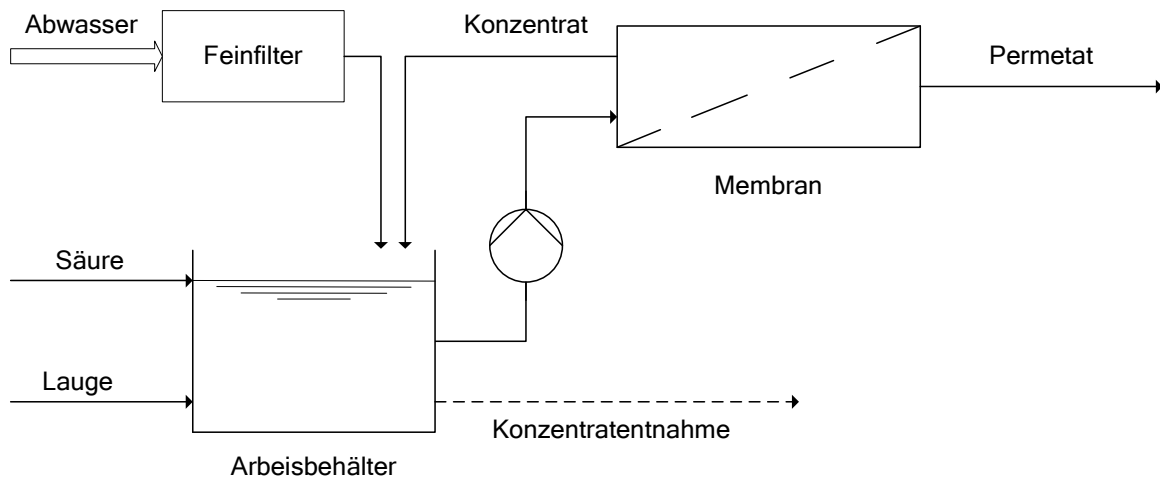 Abwasser
Feinfilter
Konzentrat
Permetat
Membran
Säure
Lauge
Konzentratentnahme
Arbeisbehälter